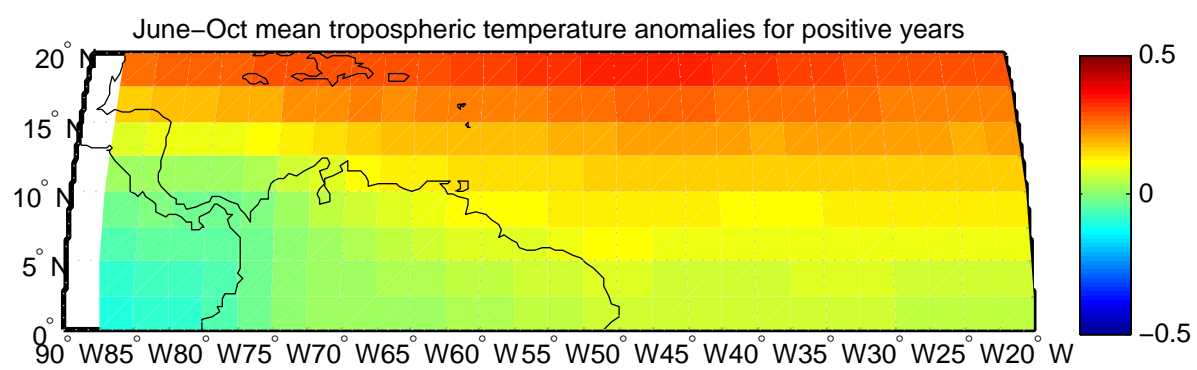 June−Oct mean tropospheric temperature anomalies for positive years
20° N
15° N
10° N
5° N
0°
90° W85° W80° W75° W70° W65° W60° W55° W50° W45° W40° W35° W30° W25° W20° W
0.5
0
−0.5